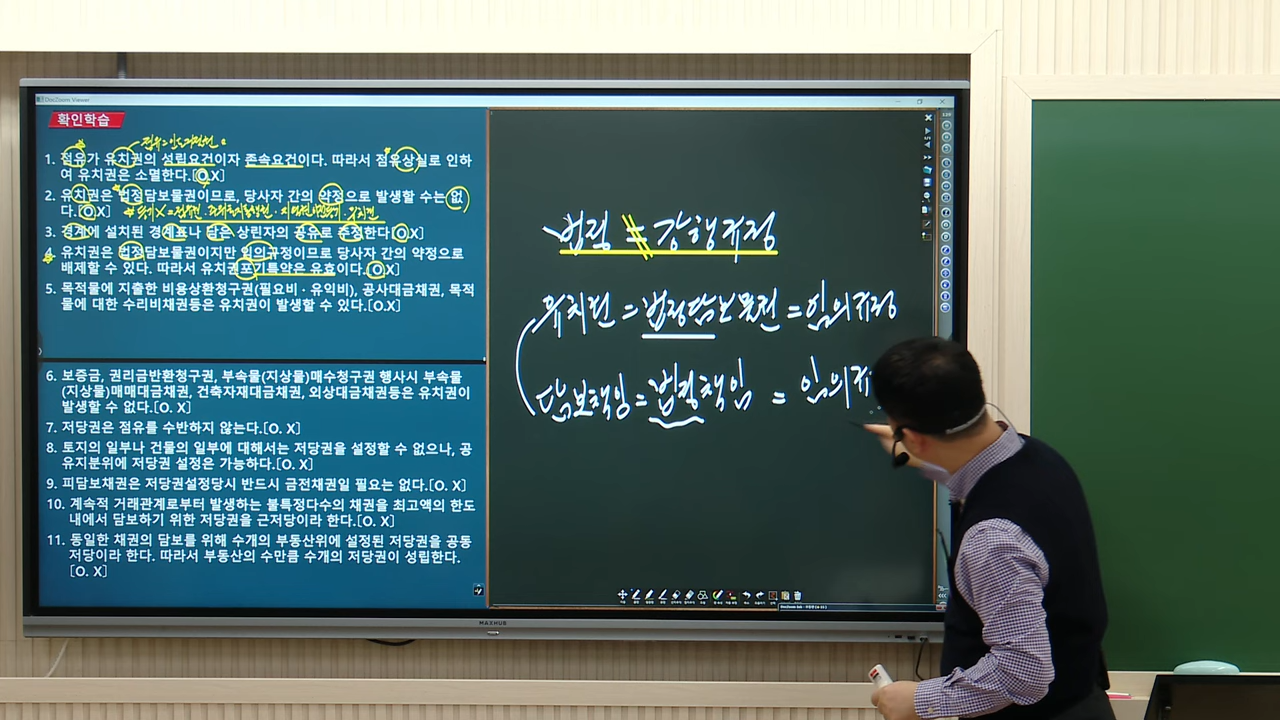 DocZoom Viewer
확인학습
1. 점유가 유치권의 성립요건이자 존속요건이다. 따라서 점유상실로 인하
여 유치권은 소멸한다.[O.X]
2. 유치권은 법정담보물권이므로, 당사자 간의 약정으로 발생할 수는 없
다.[O.X]
3. 경계에 설치된 경계표나 담은 상린자의 공유로 추정한다[O.X]
4. 유치권은 법정담보물권이지만 임의규정이므로 당사자 간의 약정으로
배제할 수 있다. 따라서 유치권포기특약은 유효이다.[O.X]
5. 목적물에 지출한 비용상환청구권(필요비·유익비), 공사대금채권, 목적
물에 대한 수리비채권등은 유치권이 발생할 수 있다.[O.X]
6. 보증금, 권리금반환청구권, 부속물(지상물)매수청구권 행사시 부속물
(지상물)매매대금채권, 건축자재대금채권, 외상대금채권등은 유치권이
발생할 수 없다.[O. X]
7. 저당권은 점유를 수반하지 않는다.[O. X]
8. 토지의 일부나 건물의 일부에 대해서는 저당권을 설정할 수 없으나, 공
유지분위에 저당권 설정은 가능하다.[O. X]
9. 피담보채권은 저당권설정당시 반드시 금전채권일 필요는 없다.[O. X]
10. 계속적 거래관계로부터 발생하는 불특정다수의 채권을 최고액의 한도
내에서 담보하기 위한 저당권을 근저당이라 한다.[O. X]
11. 동일한 채권의 담보를 위해 수개의 부동산위에 설정된 저당권을 공동
저당이라 한다. 따라서 부동산의 수만큼 수개의 저당권이 성립한다.
[O. X]
법정 ≠ 강행규정
유치권 = 법정담보물권 = 임의규정
담보책임 = 법정책임 = 임의규
MAXHUB